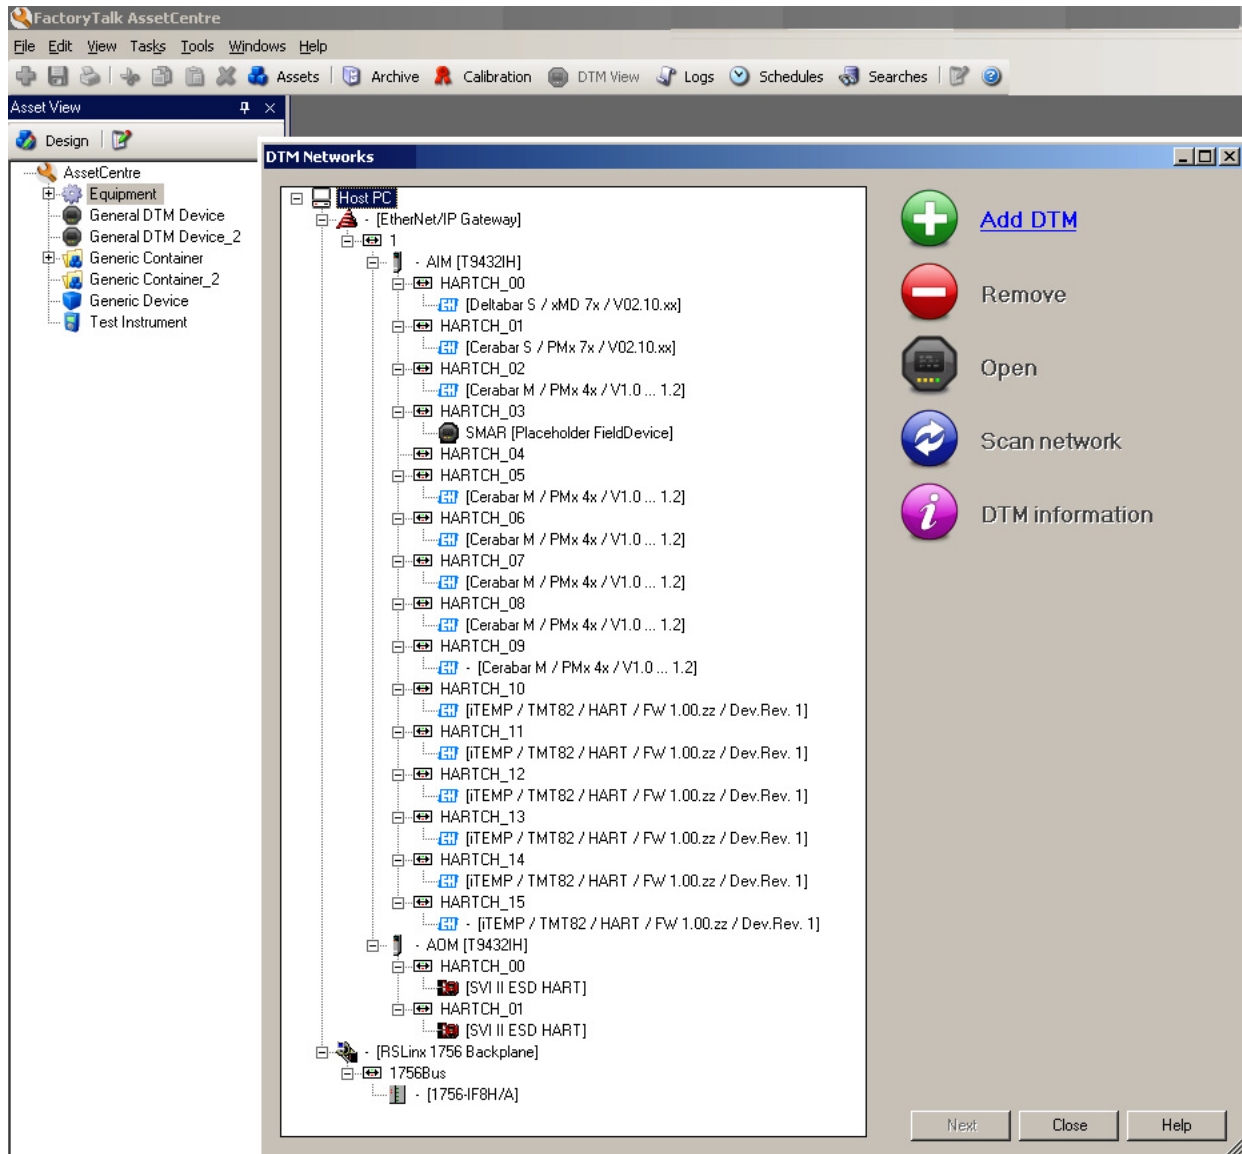 FactoryTalk AssetCentre
File Edit View Tasks Tools Windows Help
Assets Archive Calibration DTM View Logs Schedules Searches
Asset View
Design
AssetCentre
Equipment
General DTM Device
General DTM Device_2
Generic Container
Generic Container_2
Generic Device
Test Instrument
DTM Networks
Host PC
- [EtherNet/IP Gateway]
1
- AIM [T9432IH]
HARTCH_00
[Deltabar S / xMD 7x / V02.10.xx]
HARTCH_01
[Cerabar S / PMx 7x / V02.10.xx]
HARTCH_02
[Cerabar M / PMx 4x / V1.0 ... 1.2]
HARTCH_03
SMAR [Placeholder FieldDevice]
HARTCH_04
HARTCH_05
[Cerabar M / PMx 4x / V1.0 ... 1.2]
HARTCH_06
[Cerabar M / PMx 4x / V1.0 ... 1.2]
HARTCH_07
[Cerabar M / PMx 4x / V1.0 ... 1.2]
HARTCH_08
[Cerabar M / PMx 4x / V1.0 ... 1.2]
HARTCH_09
- [Cerabar M / PMx 4x / V1.0 ... 1.2]
HARTCH_10
[iTEMP / TMT82 / HART / FW 1.00.zz / Dev.Rev. 1]
HARTCH_11
[iTEMP / TMT82 / HART / FW 1.00.zz / Dev.Rev. 1]
HARTCH_12
[iTEMP / TMT82 / HART / FW 1.00.zz / Dev.Rev. 1]
HARTCH_13
[iTEMP / TMT82 / HART / FW 1.00.zz / Dev.Rev. 1]
HARTCH_14
[iTEMP / TMT82 / HART / FW 1.00.zz / Dev.Rev. 1]
HARTCH_15
- [iTEMP / TMT82 / HART / FW 1.00.zz / Dev.Rev. 1]
- AOM [T9432IH]
HARTCH_00
[SVI II ESD HART]
HARTCH_01
[SVI II ESD HART]
- [RSLinx 1756 Backplane]
1756Bus
- [1756-IF8H/A]
Add DTM
Remove
Open
Scan network
DTM information
Next Close Help